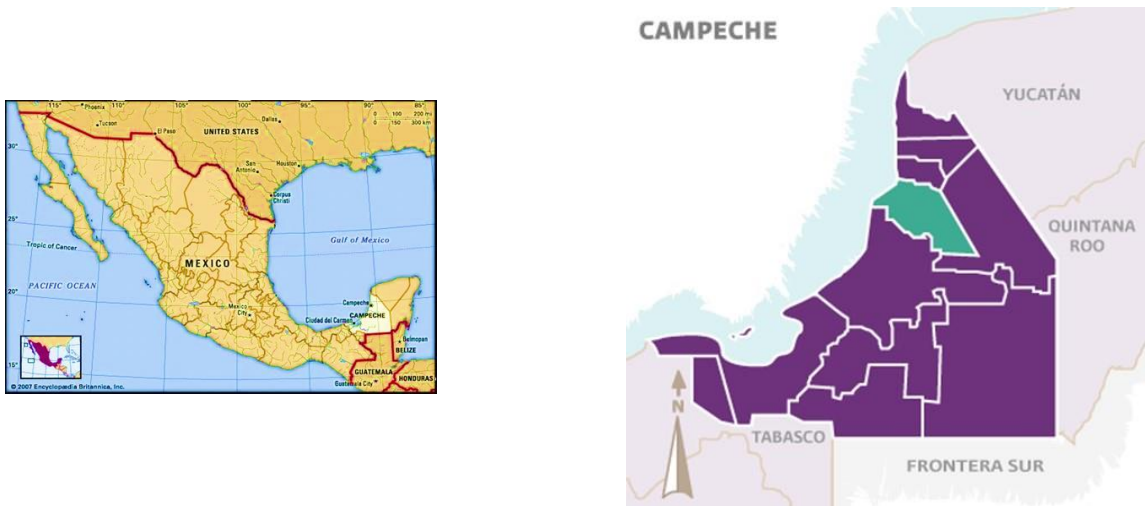 115°
110°
105°
100°
95°
90°
85°
Phoenix
Tucson
El Paso
Dallas
UNITED STATES
0 100 200 mi
0 150 300 km
30°
San Antonio
Houston
Corpus Christi
25°
Tropic of Cancer
Gulf of Mexico
MEXICO
PACIFIC OCEAN
20°
Mexico City
Campeche
CAMPECHE
Ciudad del Carmen
Belmopan
BELIZE
15°
GUATEMALA
Guatemala City
HONDURAS
© 2007 Encyclopædia Britannica, Inc.
CAMPECHE
YUCATÁN
QUINTANA
ROO
N
TABASCO
FRONTERA SUR